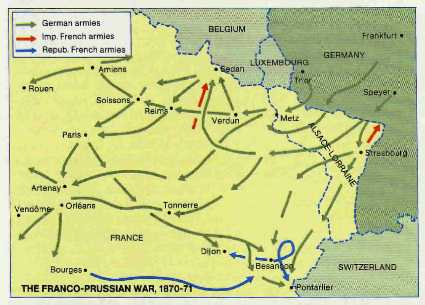 German armies
Imp. French armies
Repub. French armies
BELGIUM
Frankfurt
LUXEMBOURG
GERMANY
Amiens
Sedan
Trier
Rouen
Speyer
Soissons
Reims
Verdun
Metz
Paris
ALSACE-LORRAINE
Strasbourg
Artenay
Vendôme
Orléans
Tonnerre
FRANCE
Dijon
Besançon
Bourges
SWITZERLAND
Pontarlier
THE FRANCO-PRUSSIAN WAR, 1870-71